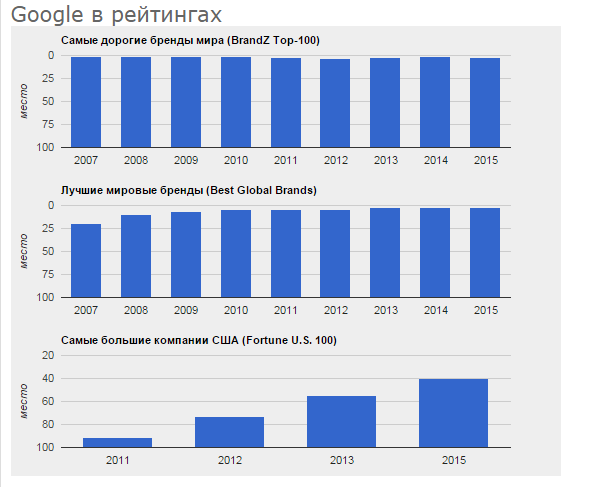 Google в рейтингах
Самые дорогие бренды мира (BrandZ Top-100)
место
0
25
50
75
100
2007 2008 2009 2010 2011 2012 2013 2014 2015
Лучшие мировые бренды (Best Global Brands)
место
0
25
50
75
100
2007 2008 2009 2010 2011 2012 2013 2014 2015
Самые большие компании США (Fortune U.S. 100)
место
20
40
60
80
100
2011 2012 2013 2015